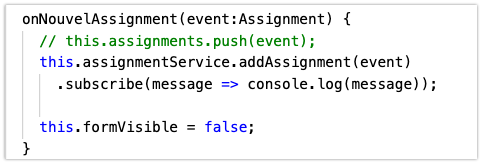 onNouvelAssignment(event:Assignment) {
// this.assignments.push(event);
this.assignmentService.addAssignment(event)
.subscribe(message => console.log(message));
this.formVisible = false;
}